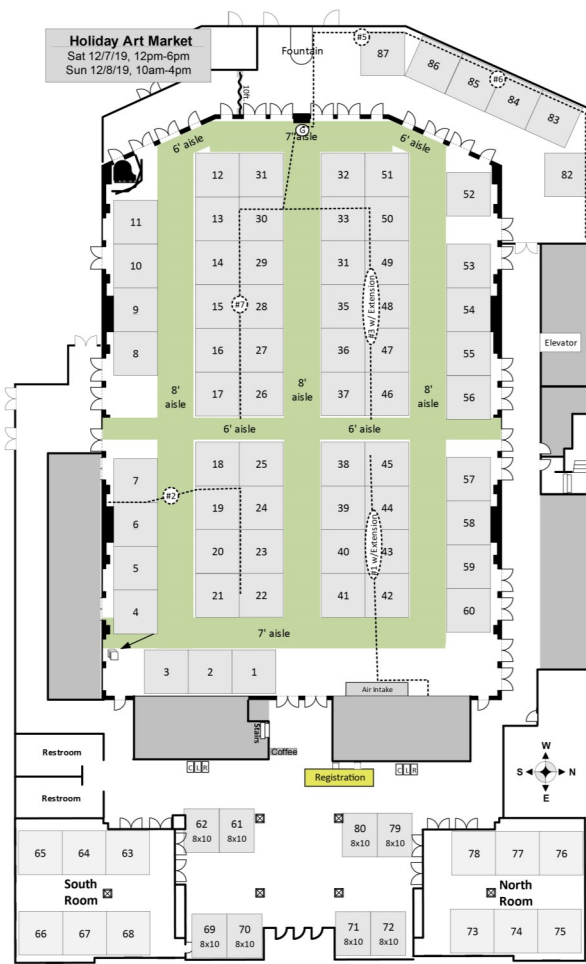 Holiday Art Market
Sat 12/7/19, 12pm-6pm
Sun 12/8/19, 10am-4pm
#5
Fountain
87
86
85
#6
84
83
10ft
G
7' aisle
6' aisle
6' aisle
82
12 31
32 51
52
11
13 30
33 50
10
14 29
31 49
53
9
15 28
35 48
54
#7
#3 w/ Extension
Elevator
8
16 27
36 47
55
17 26
37 46
56
8'
aisle
8'
aisle
8'
aisle
6' aisle
6' aisle
7
18 25
38 45
57
#2
6
19 24
39 44
58
#1 w/Extension
5
20 23
40 43
59
4
21 22
41 42
60
7' aisle
3 2 1
Air Intake
Stairs
Coffee
Restroom
C L R
Registration
C L R
W
S N
E
Restroom
62 61
8x10 8x10
80 79
8x10 8x10
65 64 63
78 77 76
South
Room
North
Room
66 67 68
69 70
8x10 8x10
71 72
8x10 8x10
73 74 75